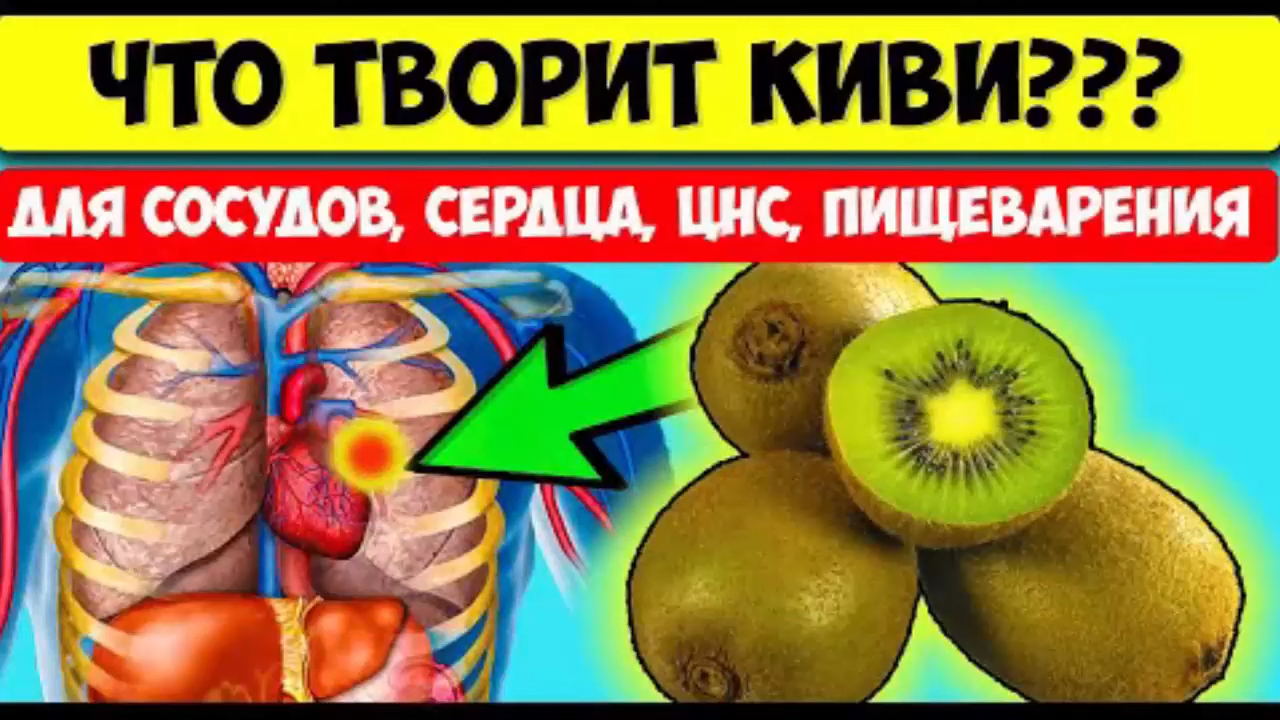 ЧТО ТВОРИТ КИВИ???
ДЛЯ СОСУДОВ, СЕРДЦА, ЦНС, ПИЩЕВАРЕНИЯ